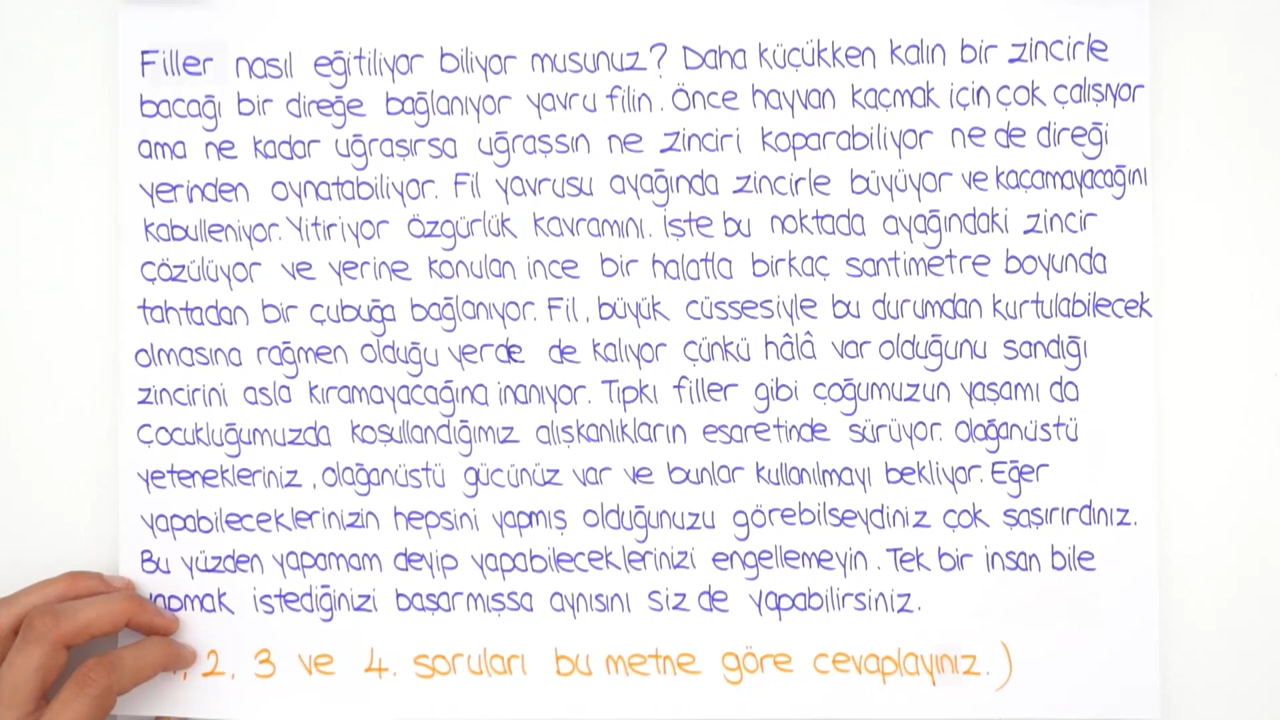 Filler nasıl eğitiliyor biliyor musunuz? Daha küçükken kalın bir zincirle
bacağı bir direğe bağlanıyor yavru filin. Önce hayvan kaçmak için çok çalışıyor
ama ne kadar uğraşırsa uğraşsın ne zinciri koparabiliyor ne de direği
yerinden oynatabiliyor. Fil yavrusu ayağında zincirle büyüyor ve kaçamayacağını
kabulleniyor. Yitiriyor özgürlük kavramını. İşte bu noktada ayağındaki zincir
çözülüyor ve yerine konulan ince bir halatla birkaç santimetre boyunda
tahtadan bir çubuğa bağlanıyor. Fil, büyük cüssesiyle bu durumdan kurtulabilecek
olmasına rağmen olduğu yerde de kalıyor çünkü hâlâ var olduğunu sandığı
zincirini asla kıramayacağına inanıyor. Tıpkı filler gibi çoğumuzun yaşamı da
çocukluğumuzda koşullandığımız alışkanlıkların esaretinde sürüyor. Olağanüstü
yetenekleriniz, olağanüstü gücünüz var ve bunlar kullanılmayı bekliyor. Eğer
yapabileceklerinizin hepsini yapmış olduğunuzu görebilseydiniz çok şaşırırdınız.
Bu yüzden yapamam deyip yapabileceklerinizi engellemeyin. Tek bir insan bile
istediğinizi başarmışsa aynısını siz de yapabilirsiniz.
2, 3 ve 4. soruları bu metne göre cevaplayınız.)